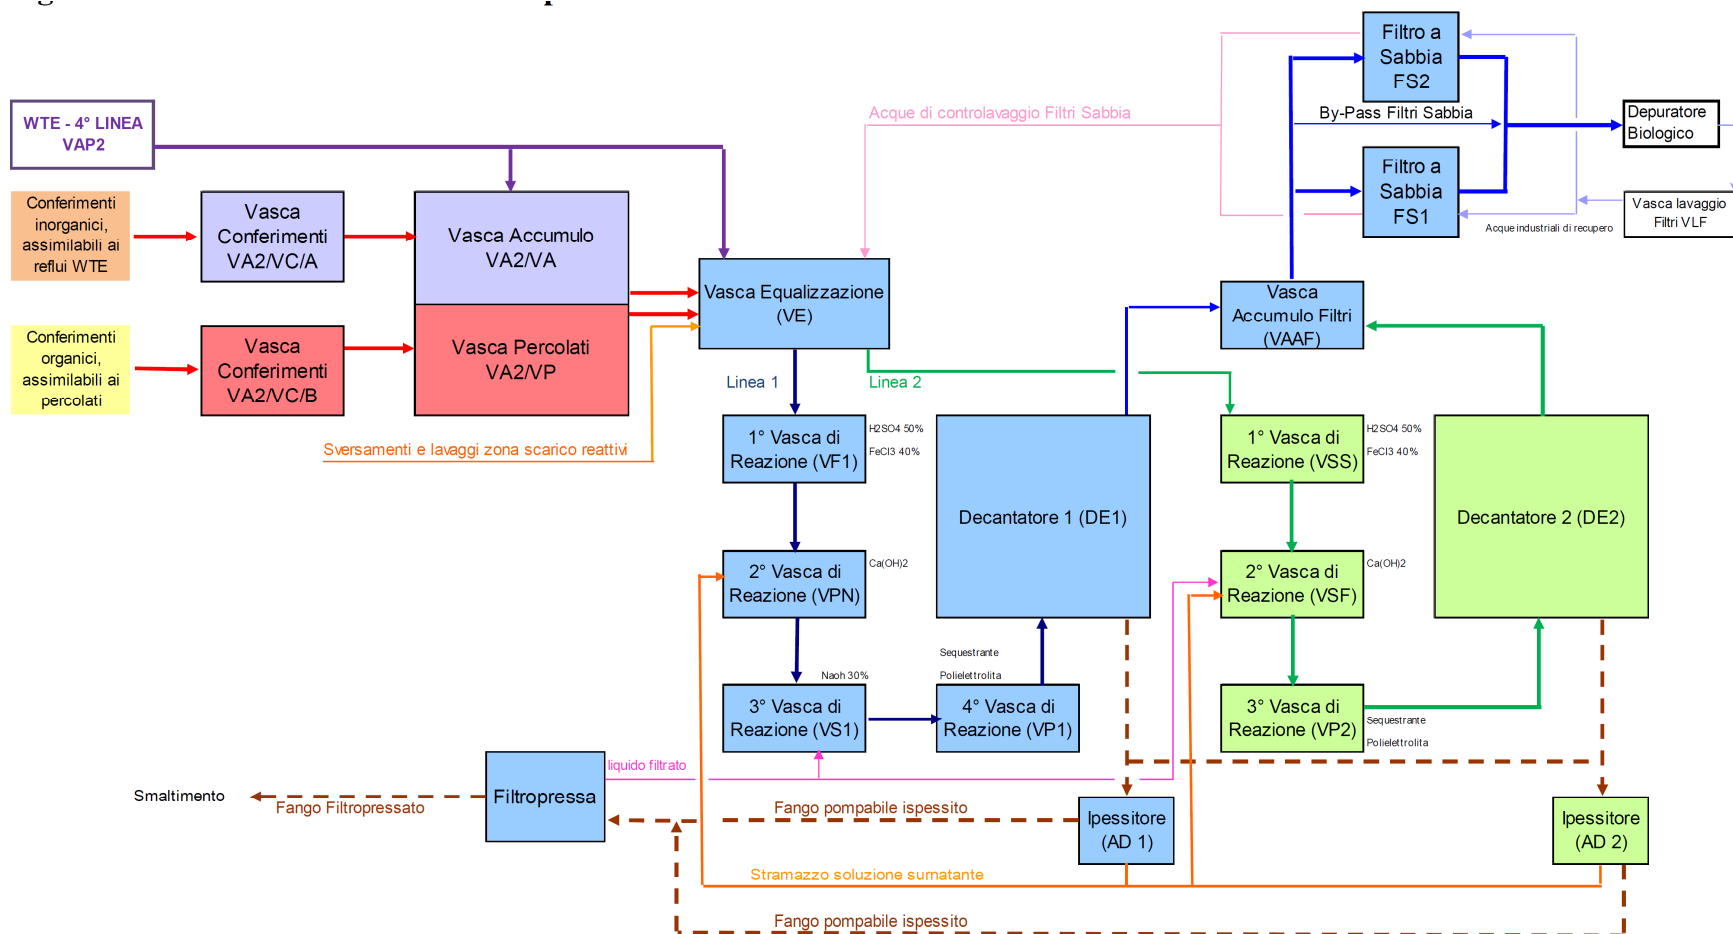 WTE - 4° LINEA
VAP2
Conferimenti
inorganici,
assimilabili ai
reflui WTE
Vasca
Conferimenti
VA2/VC/A
Vasca Accumulo
VA2/VA
Conferimenti
organici,
assimilabili ai
percolati
Vasca
Conferimenti
VA2/VC/B
Vasca Percolati
VA2/VP
Sversamenti e lavaggi zona scarico reattivi
Acque di controlavaggio Filtri Sabbia
Vasca Equalizzazione
(VE)
Linea 1
Linea 2
Filtro a
Sabbia
FS2
By-Pass Filtri Sabbia
Filtro a
Sabbia
FS1
Depuratore
Biologico
Vasca lavaggio
Filtri VLF
Acque industriali di recupero
Vasca
Accumulo Filtri
(VAAF)
1° Vasca di
Reazione (VF1)
H2SO4 50%
FeCl3 40%
2° Vasca di
Reazione (VPN)
Ca(OH)2
Naoh 30%
3° Vasca di
Reazione (VS1)
Sequestrante
Polielettrolita
4° Vasca di
Reazione (VP1)
Decantatore 1 (DE1)
1° Vasca di
Reazione (VSS)
H2SO4 50%
FeCl3 40%
2° Vasca di
Reazione (VSF)
Ca(OH)2
3° Vasca di
Reazione (VP2)
Sequestrante
Polielettrolita
Decantatore 2 (DE2)
liquido filtrato
Filtropressa
Smaltimento
Fango Filtropressato
Fango pompabile ispessito
Ipessitore
(AD 1)
Ipessitore
(AD 2)
Stramazzo soluzione surnatante
Fango pompabile ispessito